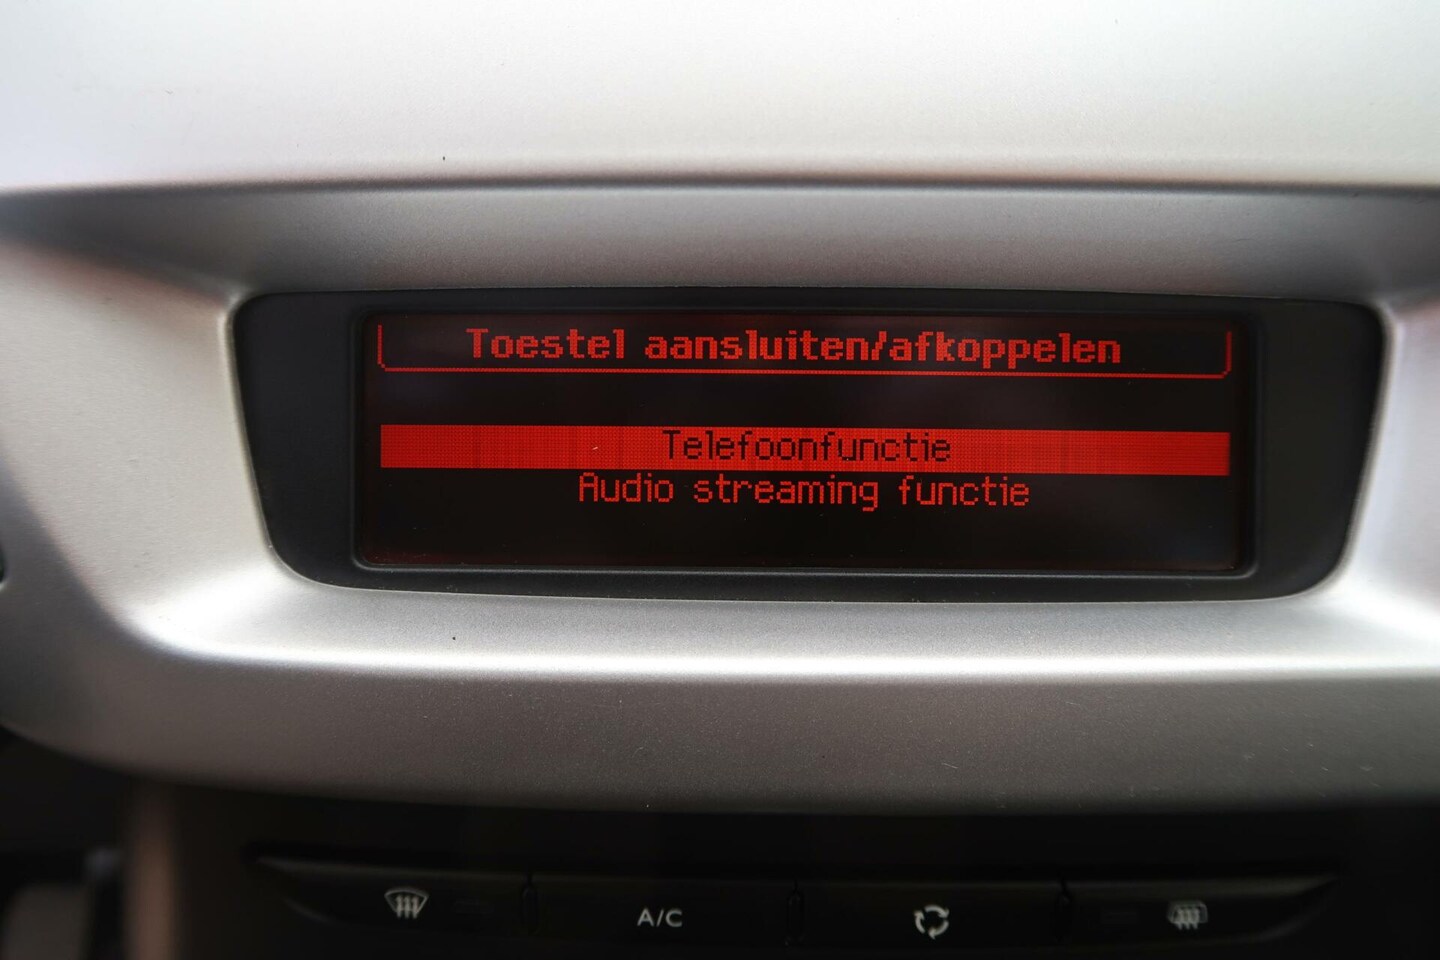 Toestel aansluiten/afkoppelen
Telefoonfunctie
Audio streaming functie
A/C